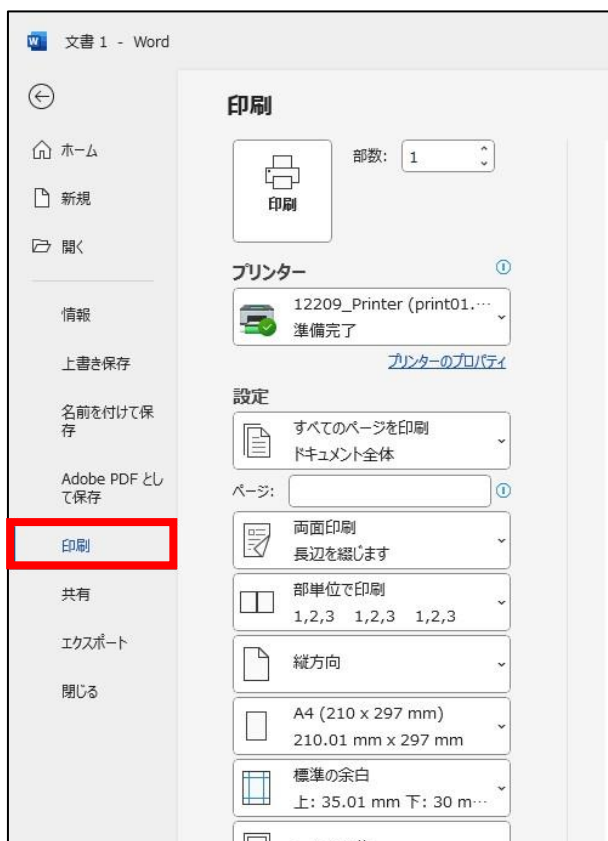 文書 1 - Word
印刷
ホーム
新規
開く
情報
上書き保存
名前を付けて保
存
Adobe PDF とし
て保存
印刷
共有
エクスポート
閉じる
印刷
部数: 1
プリンター
12209_Printer (print01.…
準備完了
プリンターのプロパティ
設定
すべてのページを印刷
ドキュメント全体
ページ:
両面印刷
長辺を綴じます
部単位で印刷
1,2,3 1,2,3 1,2,3
縦方向
A4 (210 x 297 mm)
210.01 mm x 297 mm
標準の余白
上: 35.01 mm 下: 30 m…